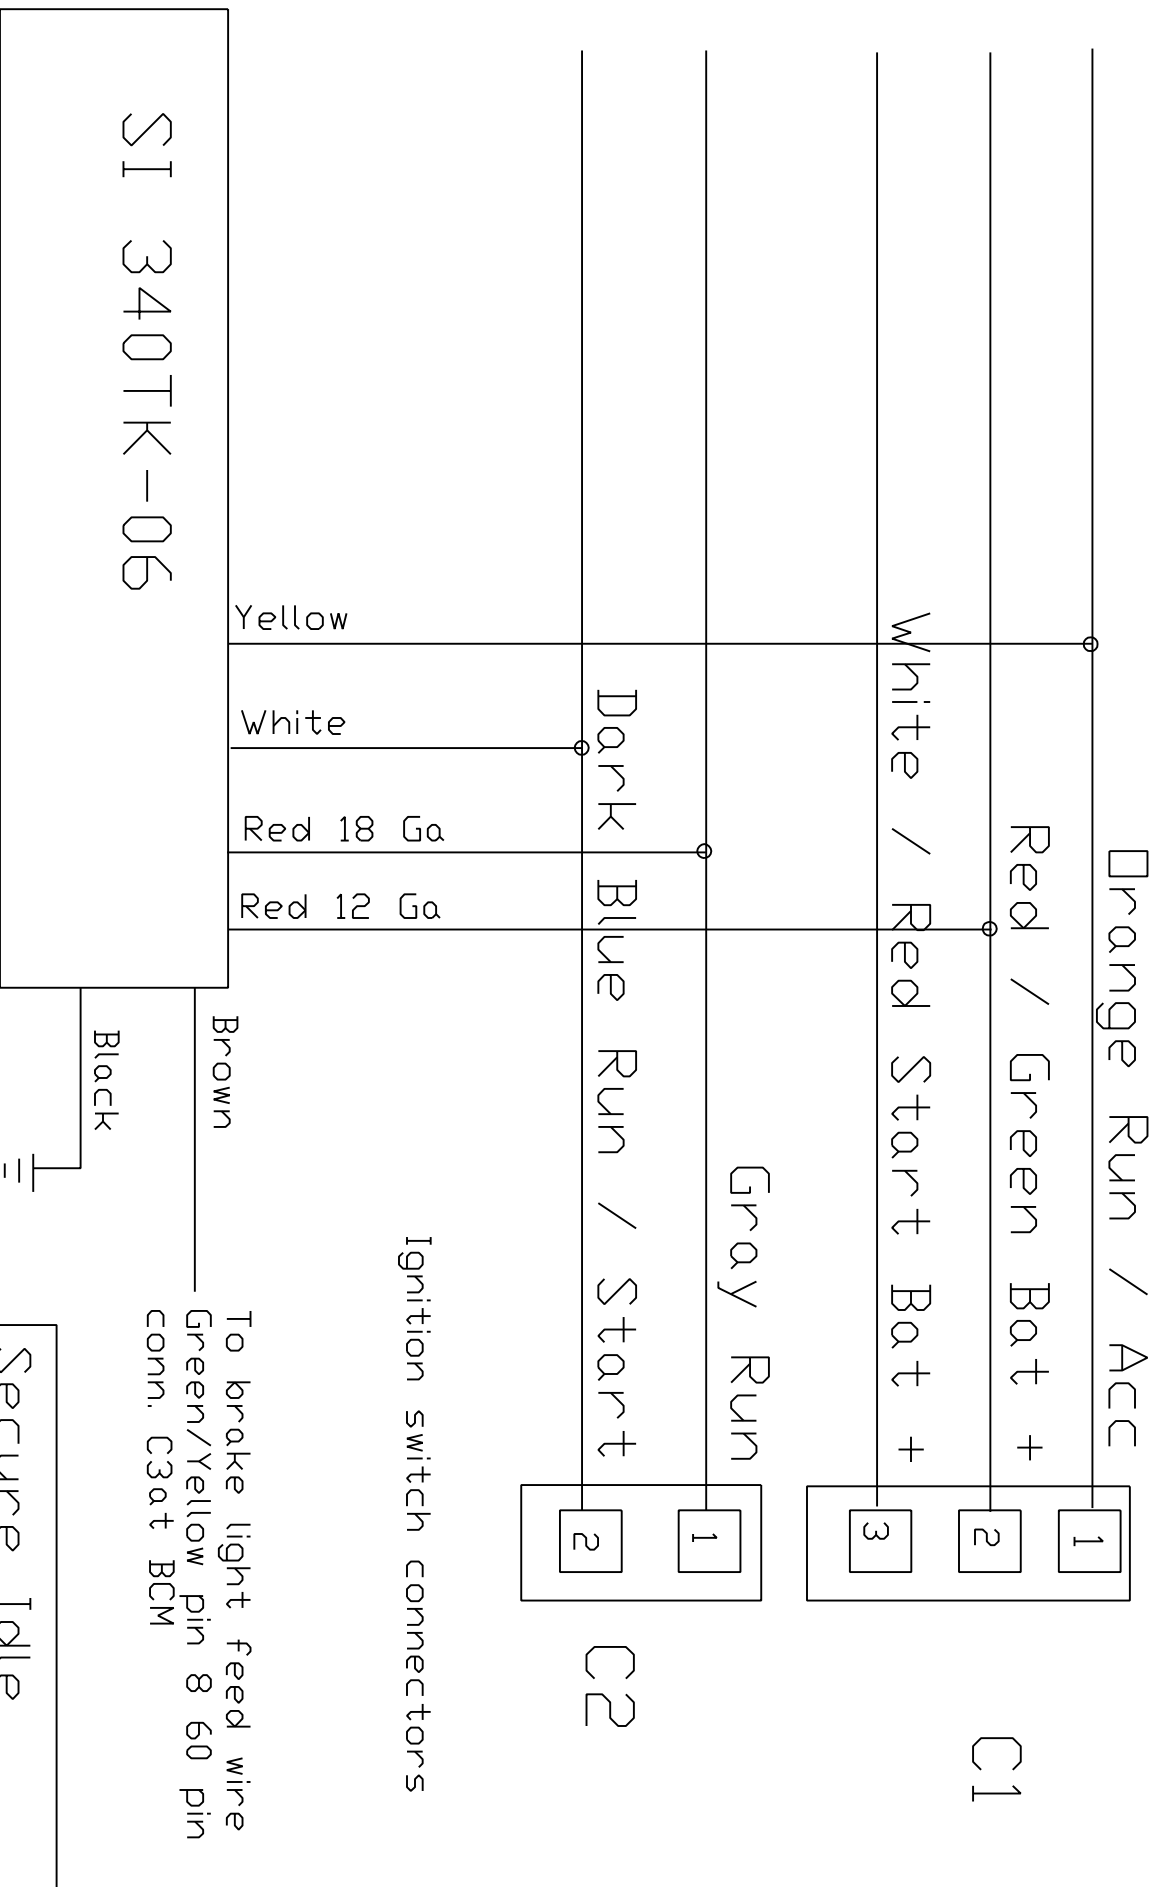 SI 340TK-06
Yellow
White
Red 18 Ga
Red 12 Ga
Orange Run / Acc
Red / Green Bat +
White / Red Start Bat +
Gray Run
Dark Blue Run / Start
1
2
3
C1
1
2
C2
Ignition switch connectors
Brown
Black
To brake light feed wire
Green/Yellow pin 8 60 pin
conn. C3at BCM
Secure Idle